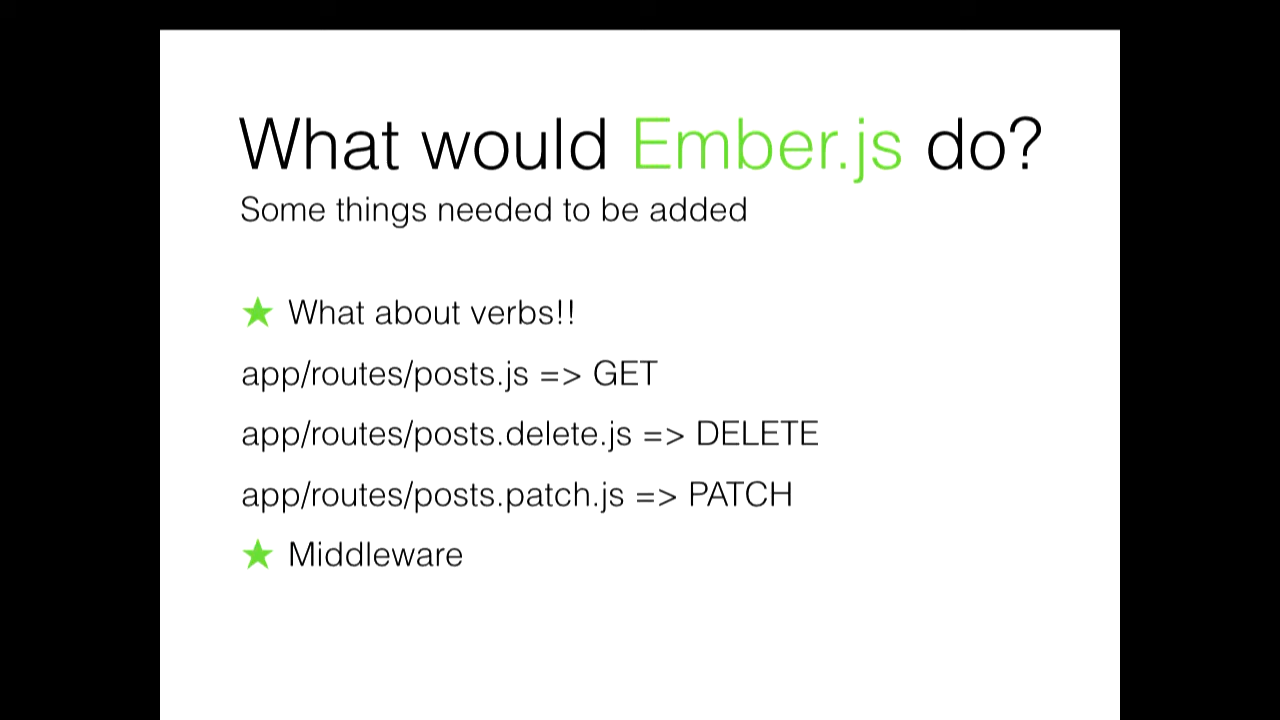 What would Ember.js do?
Some things needed to be added
★ What about verbs!!
app/routes/posts.js => GET
app/routes/posts.delete.js => DELETE
app/routes/posts.patch.js => PATCH
★ Middleware